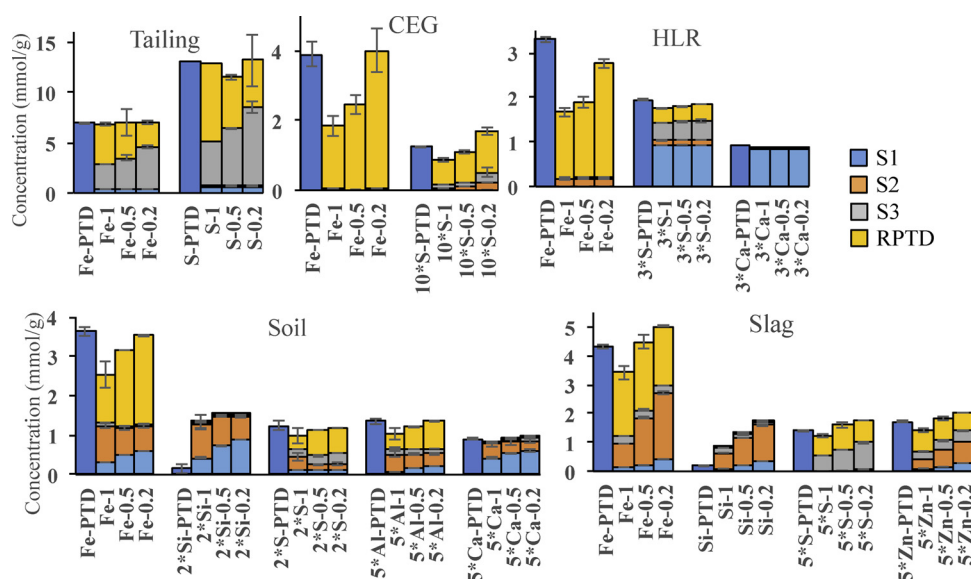 Tailing
CEG
HLR
Concentration (mmol/g)
15
10
5
0
Fe-PTD
Fe-1
Fe-0.5
Fe-0.2
S-PTD
S-1
S-0.5
S-0.2
4
2
0
Fe-PTD
Fe-1
Fe-0.5
Fe-0.2
10*S-PTD
10*S-1
10*S-0.5
10*S-0.2
3
2
1
0
Fe-PTD
Fe-1
Fe-0.5
Fe-0.2
3*S-PTD
3*S-1
3*S-0.5
3*S-0.2
3*Ca-PTD
3*Ca-1
3*Ca-0.5
3*Ca-0.2
S1
S2
S3
RPTD
Soil
Slag
Concentration (mmol/g)
4
3
2
1
0
Fe-PTD
Fe-1
Fe-0.5
Fe-0.2
2*Si-PTD
2*Si-1
2*Si-0.5
2*Si-0.2
2*S-PTD
2*S-1
2*S-0.5
2*S-0.2
5*Al-PTD
5*Al-1
5*Al-0.5
5*Al-0.2
5*Ca-PTD
5*Ca-1
5*Ca-0.5
5*Ca-0.2
5
4
3
2
1
0
Fe-PTD
Fe-1
Fe-0.5
Fe-0.2
Si-PTD
Si-1
Si-0.5
Si-0.2
5*S-PTD
5*S-1
5*S-0.5
5*S-0.2
5*Zn-PTD
5*Zn-1
5*Zn-0.5
5*Zn-0.2